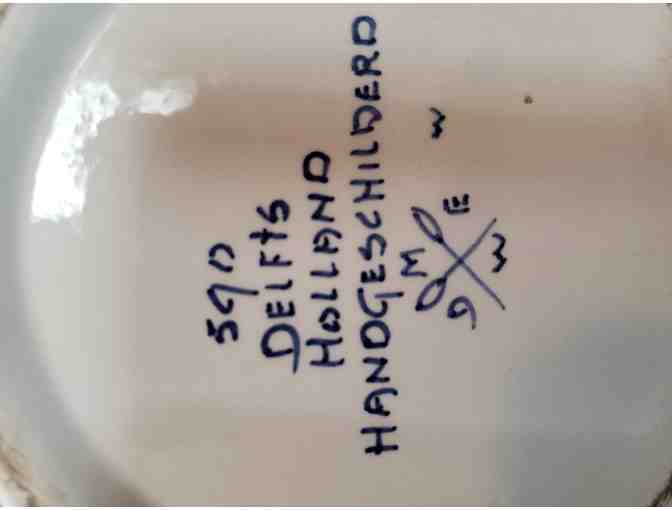 590
DELFTS
HOLLAND
HANDGESCHILDERD
M W
E
W